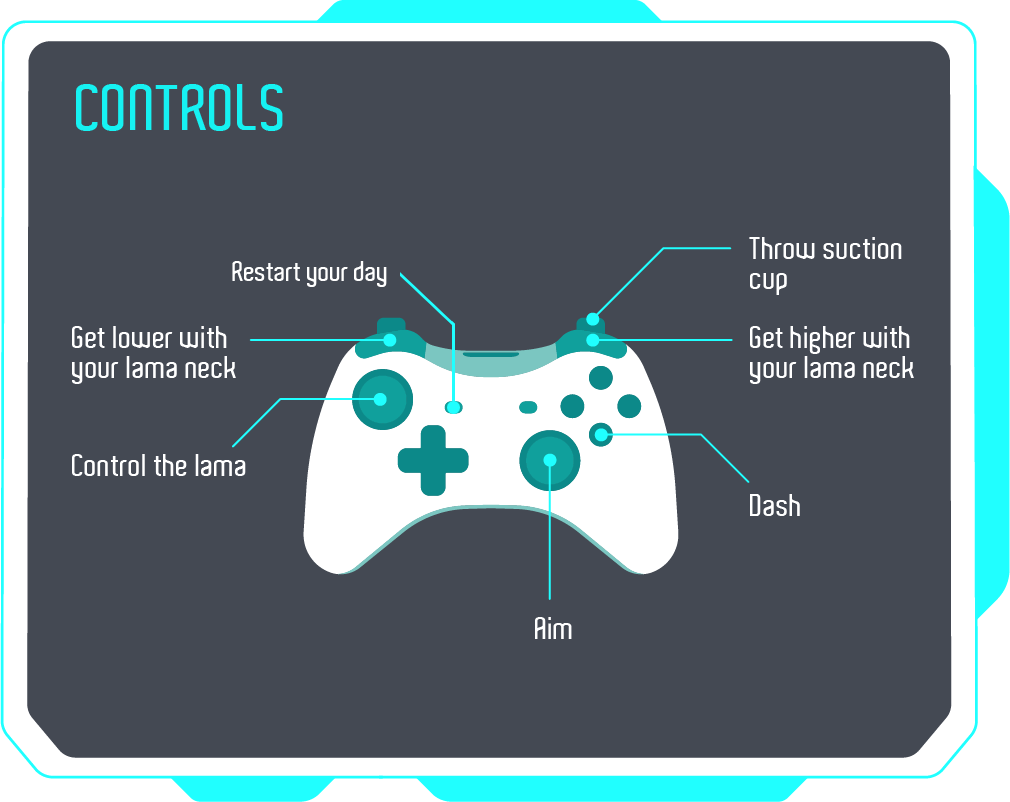 CONTROLS
Throw suction
cup
Restart your day
Get lower with
your lama neck
Get higher with
your lama neck
Control the lama
Dash
Aim